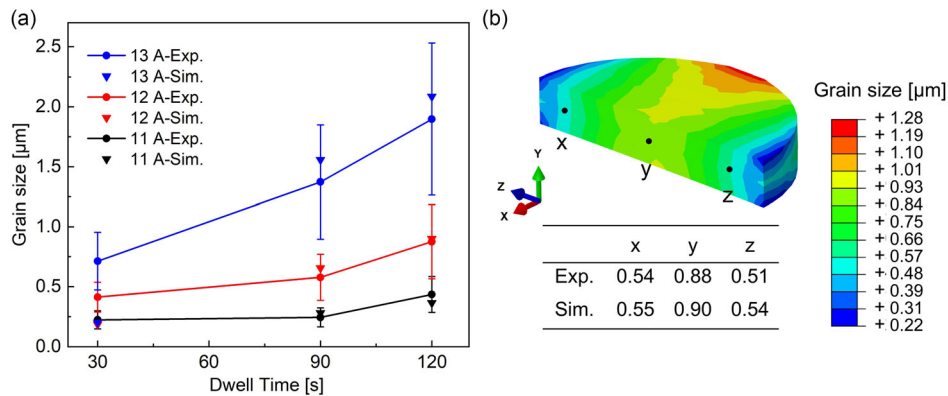 (a)
2.5
2.0
1.5
1.0
0.5
0.0
Grain size [µm]
13 A-Exp.
13 A-Sim.
12 A-Exp.
12 A-Sim.
11 A-Exp.
11 A-Sim.
30 60 90 120
Dwell Time [s]
(b)
x
y
z
Y
Z
X
x y z
Exp. 0.54 0.88 0.51
Sim. 0.55 0.90 0.54
Grain size [µm]
+ 1.28
+ 1.19
+ 1.10
+ 1.01
+ 0.93
+ 0.84
+ 0.75
+ 0.66
+ 0.57
+ 0.48
+ 0.39
+ 0.31
+ 0.22